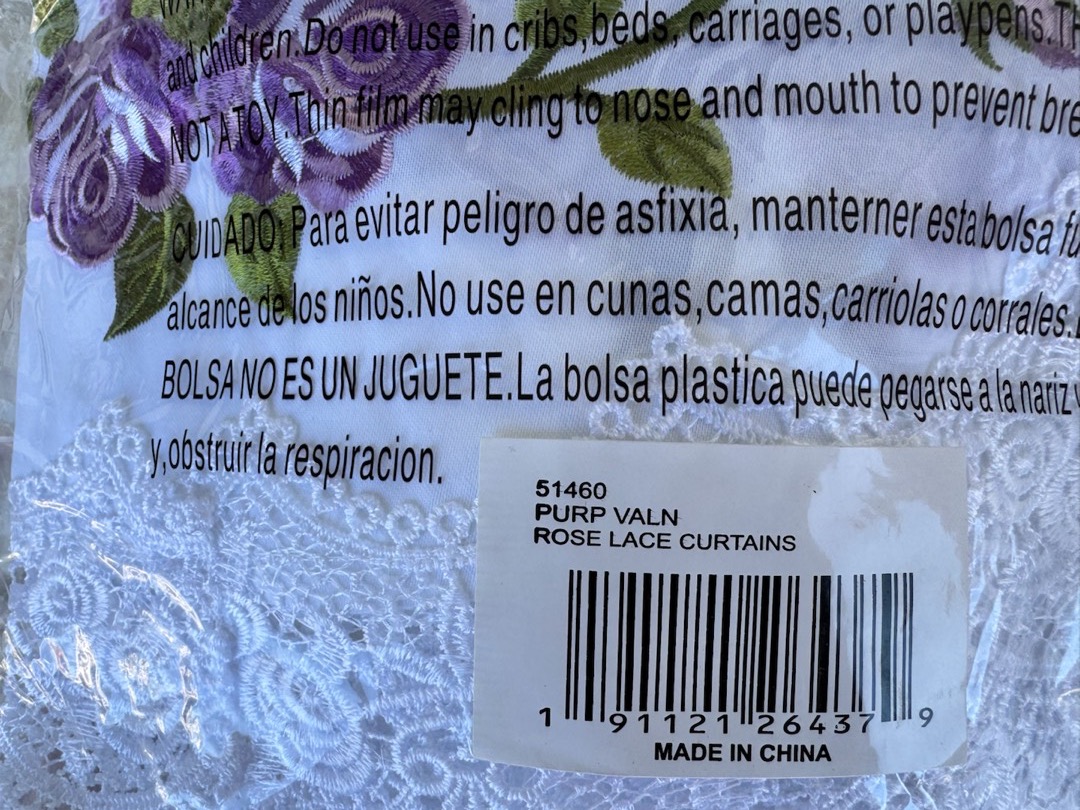 and children.Do not use in cribs,beds, carriages, or playpens.TH
NOT A TOY.Thin film may cling to nose and mouth to prevent bre
CUIDADO: Para evitar peligro de asfixia, manterner esta bolsa fu
alcance de los niños.No use en cunas,camas,carriolas o corrales.
BOLSA NO ES UN JUGUETE.La bolsa plastica puede pegarse a la nariz y
y,obstruir la respiracion.
51460
PURP VALN
ROSE LACE CURTAINS
1 91121 26437 9
MADE IN CHINA